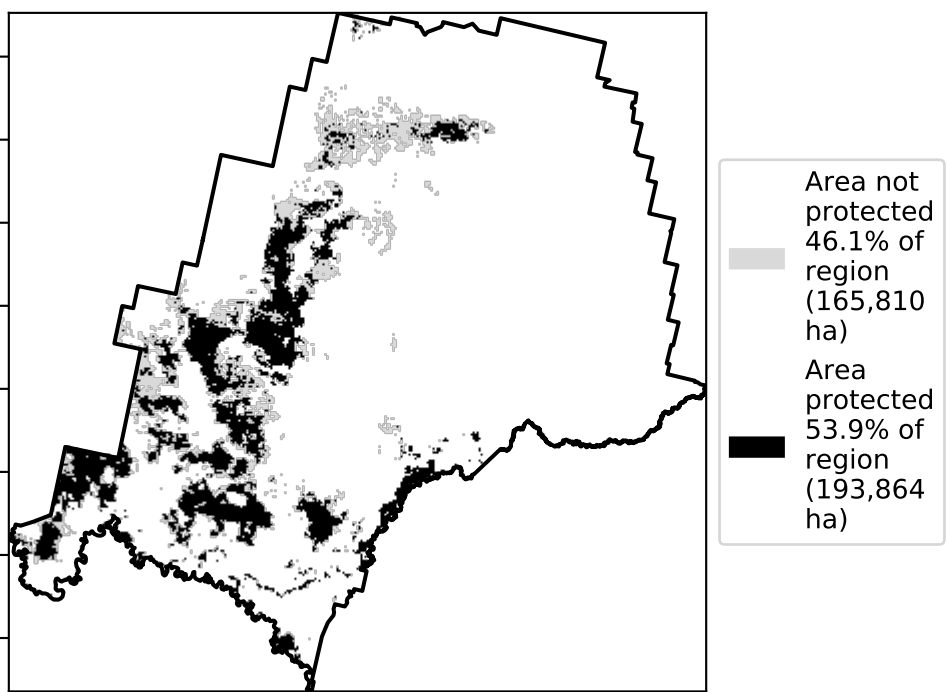 Area not
protected
46.1% of
region
(165,810
ha)
Area
protected
53.9% of
region
(193,864
ha)